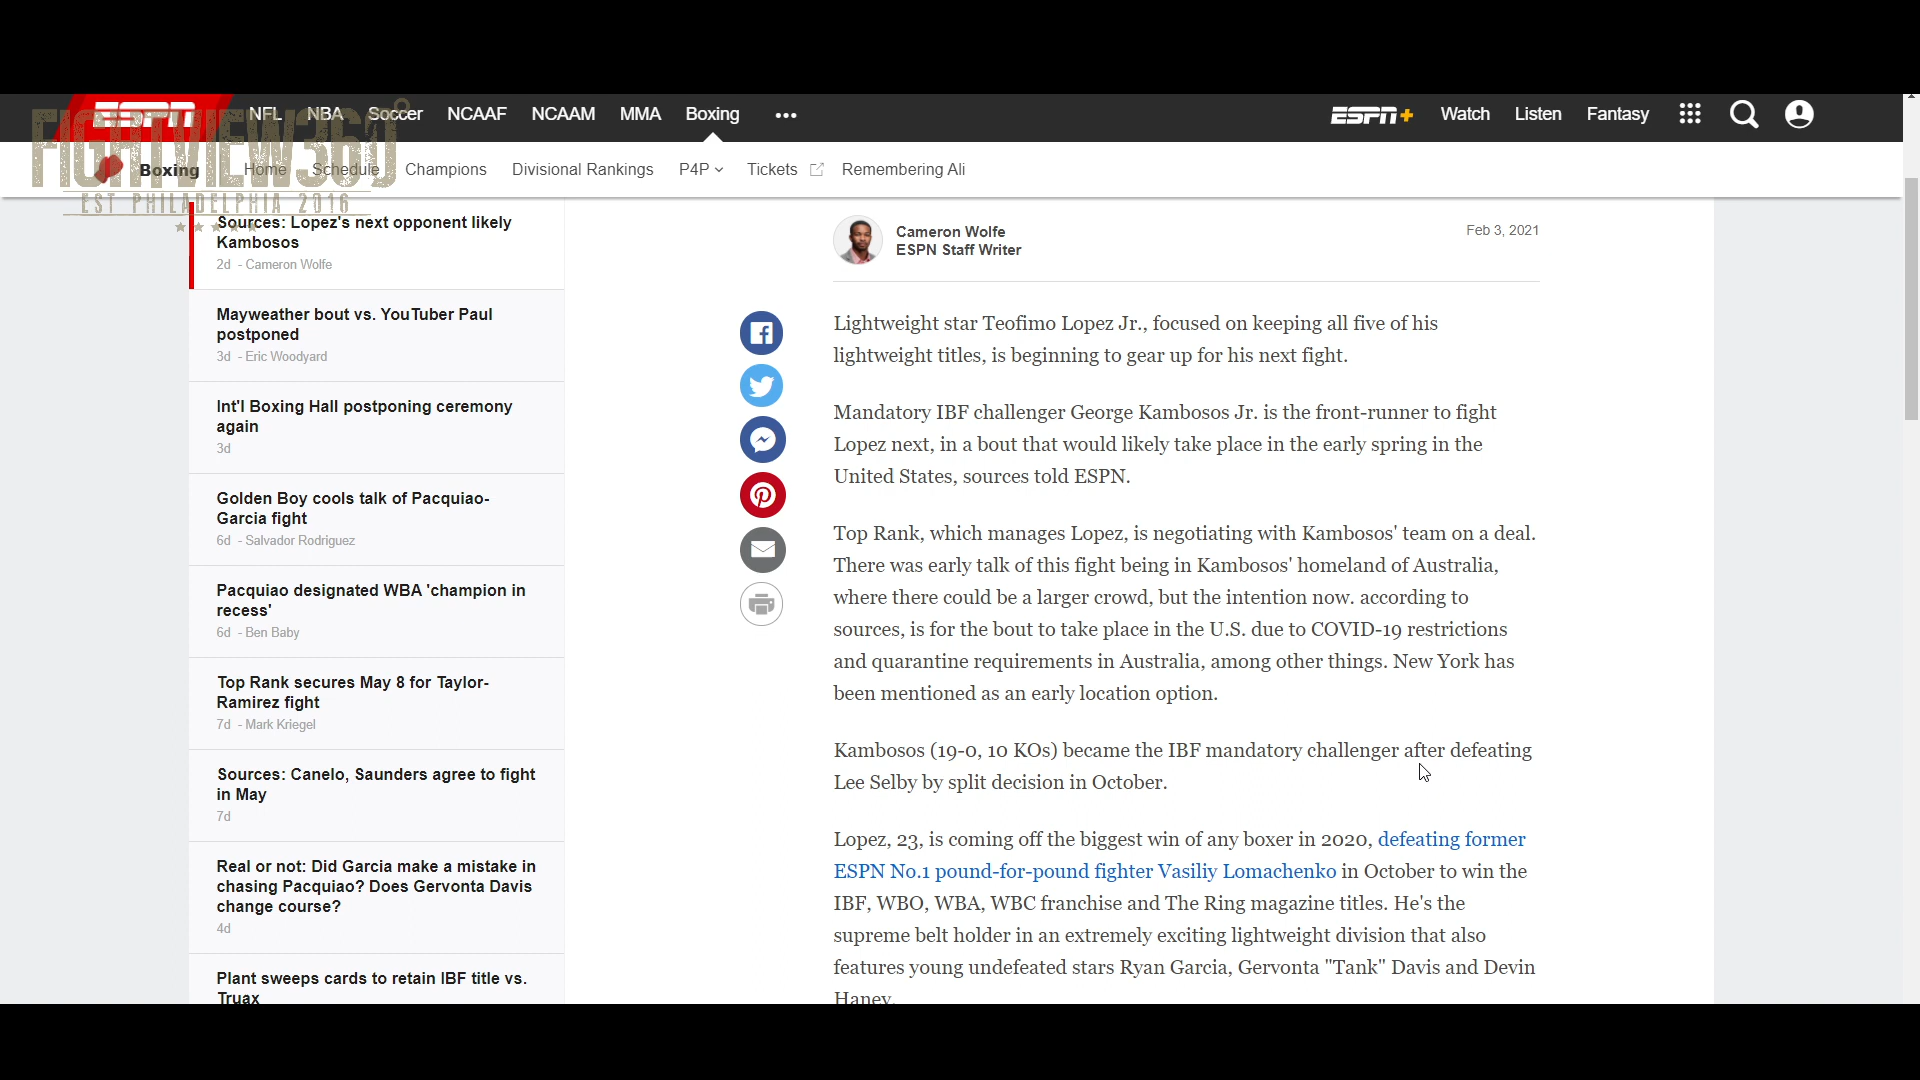 ESPN NFL NBA Soccer NCAAF NCAAM MMA Boxing ••• ESPN+ Watch Listen Fantasy
FIGHTVIEW360°
Boxing Home Schedule Champions Divisional Rankings P4P Tickets Remembering Ali
EST PHILADELPHIA 2016
Sources: Lopez's next opponent likely
Kambosos
2d - Cameron Wolfe
Mayweather bout vs. YouTuber Paul
postponed
3d - Eric Woodyard
Int'l Boxing Hall postponing ceremony
again
3d
Golden Boy cools talk of Pacquiao-
Garcia fight
6d - Salvador Rodriguez
Pacquiao designated WBA 'champion in
recess'
6d - Ben Baby
Top Rank secures May 8 for Taylor-
Ramirez fight
7d - Mark Kriegel
Sources: Canelo, Saunders agree to fight
in May
7d
Real or not: Did Garcia make a mistake in
chasing Pacquiao? Does Gervonta Davis
change course?
4d
Plant sweeps cards to retain IBF title vs.
Truax
Cameron Wolfe
ESPN Staff Writer
Feb 3, 2021
Lightweight star Teofimo Lopez Jr., focused on keeping all five of his
lightweight titles, is beginning to gear up for his next fight.
Mandatory IBF challenger George Kambosos Jr. is the front-runner to fight
Lopez next, in a bout that would likely take place in the early spring in the
United States, sources told ESPN.
Top Rank, which manages Lopez, is negotiating with Kambosos' team on a deal.
There was early talk of this fight being in Kambosos' homeland of Australia,
where there could be a larger crowd, but the intention now. according to
sources, is for the bout to take place in the U.S. due to COVID-19 restrictions
and quarantine requirements in Australia, among other things. New York has
been mentioned as an early location option.
Kambosos (19-0, 10 KOs) became the IBF mandatory challenger after defeating
Lee Selby by split decision in October.
Lopez, 23, is coming off the biggest win of any boxer in 2020, defeating former
ESPN No.1 pound-for-pound fighter Vasiliy Lomachenko in October to win the
IBF, WBO, WBA, WBC franchise and The Ring magazine titles. He's the
supreme belt holder in an extremely exciting lightweight division that also
features young undefeated stars Ryan Garcia, Gervonta "Tank" Davis and Devin
Haney.